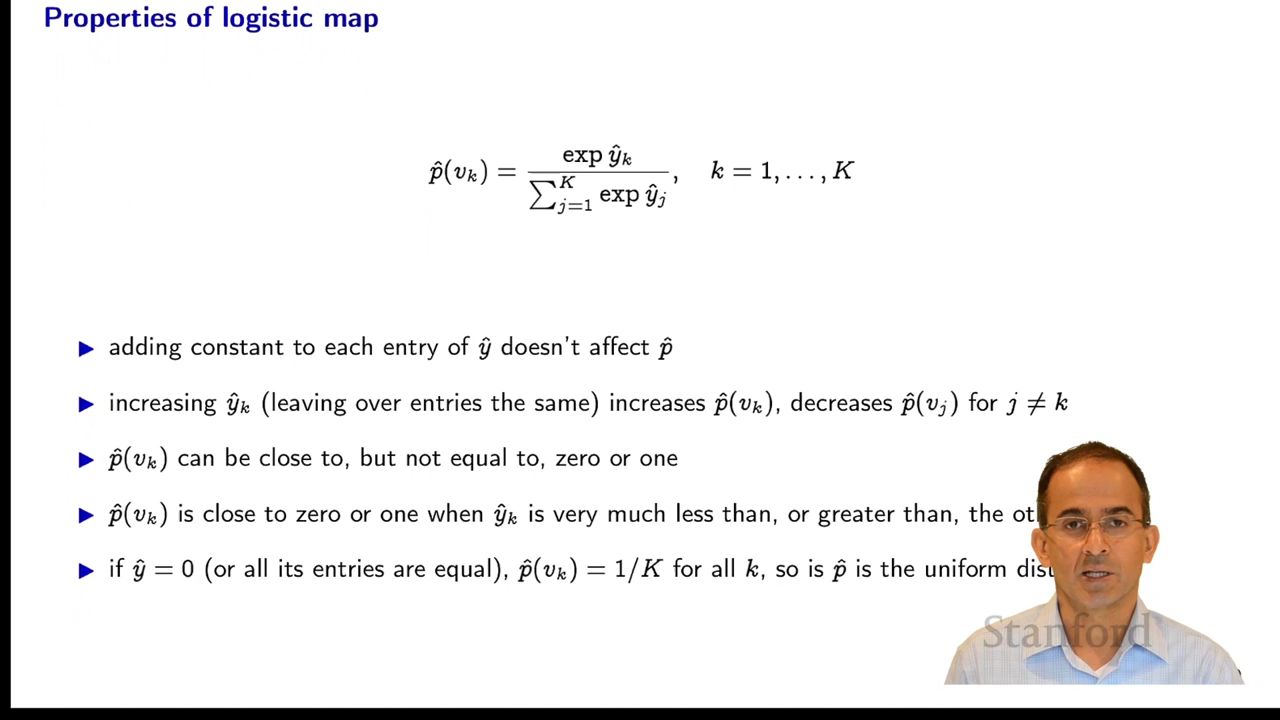 Properties of logistic map
p̂(v_k) = exp ŷ_k / ∑_{j=1}^{K} exp ŷ_j, k = 1, . . . , K
▶ adding constant to each entry of ŷ doesn't affect p̂
▶ increasing ŷ_k (leaving over entries the same) increases p̂(v_k), decreases p̂(v_j) for j ≠ k
▶ p̂(v_k) can be close to, but not equal to, zero or one
▶ p̂(v_k) is close to zero or one when ŷ_k is very much less than, or greater than, the
▶ if ŷ = 0 (or all its entries are equal), p̂(v_k) = 1/K for all k, so is p̂ is the uniform
Stanford